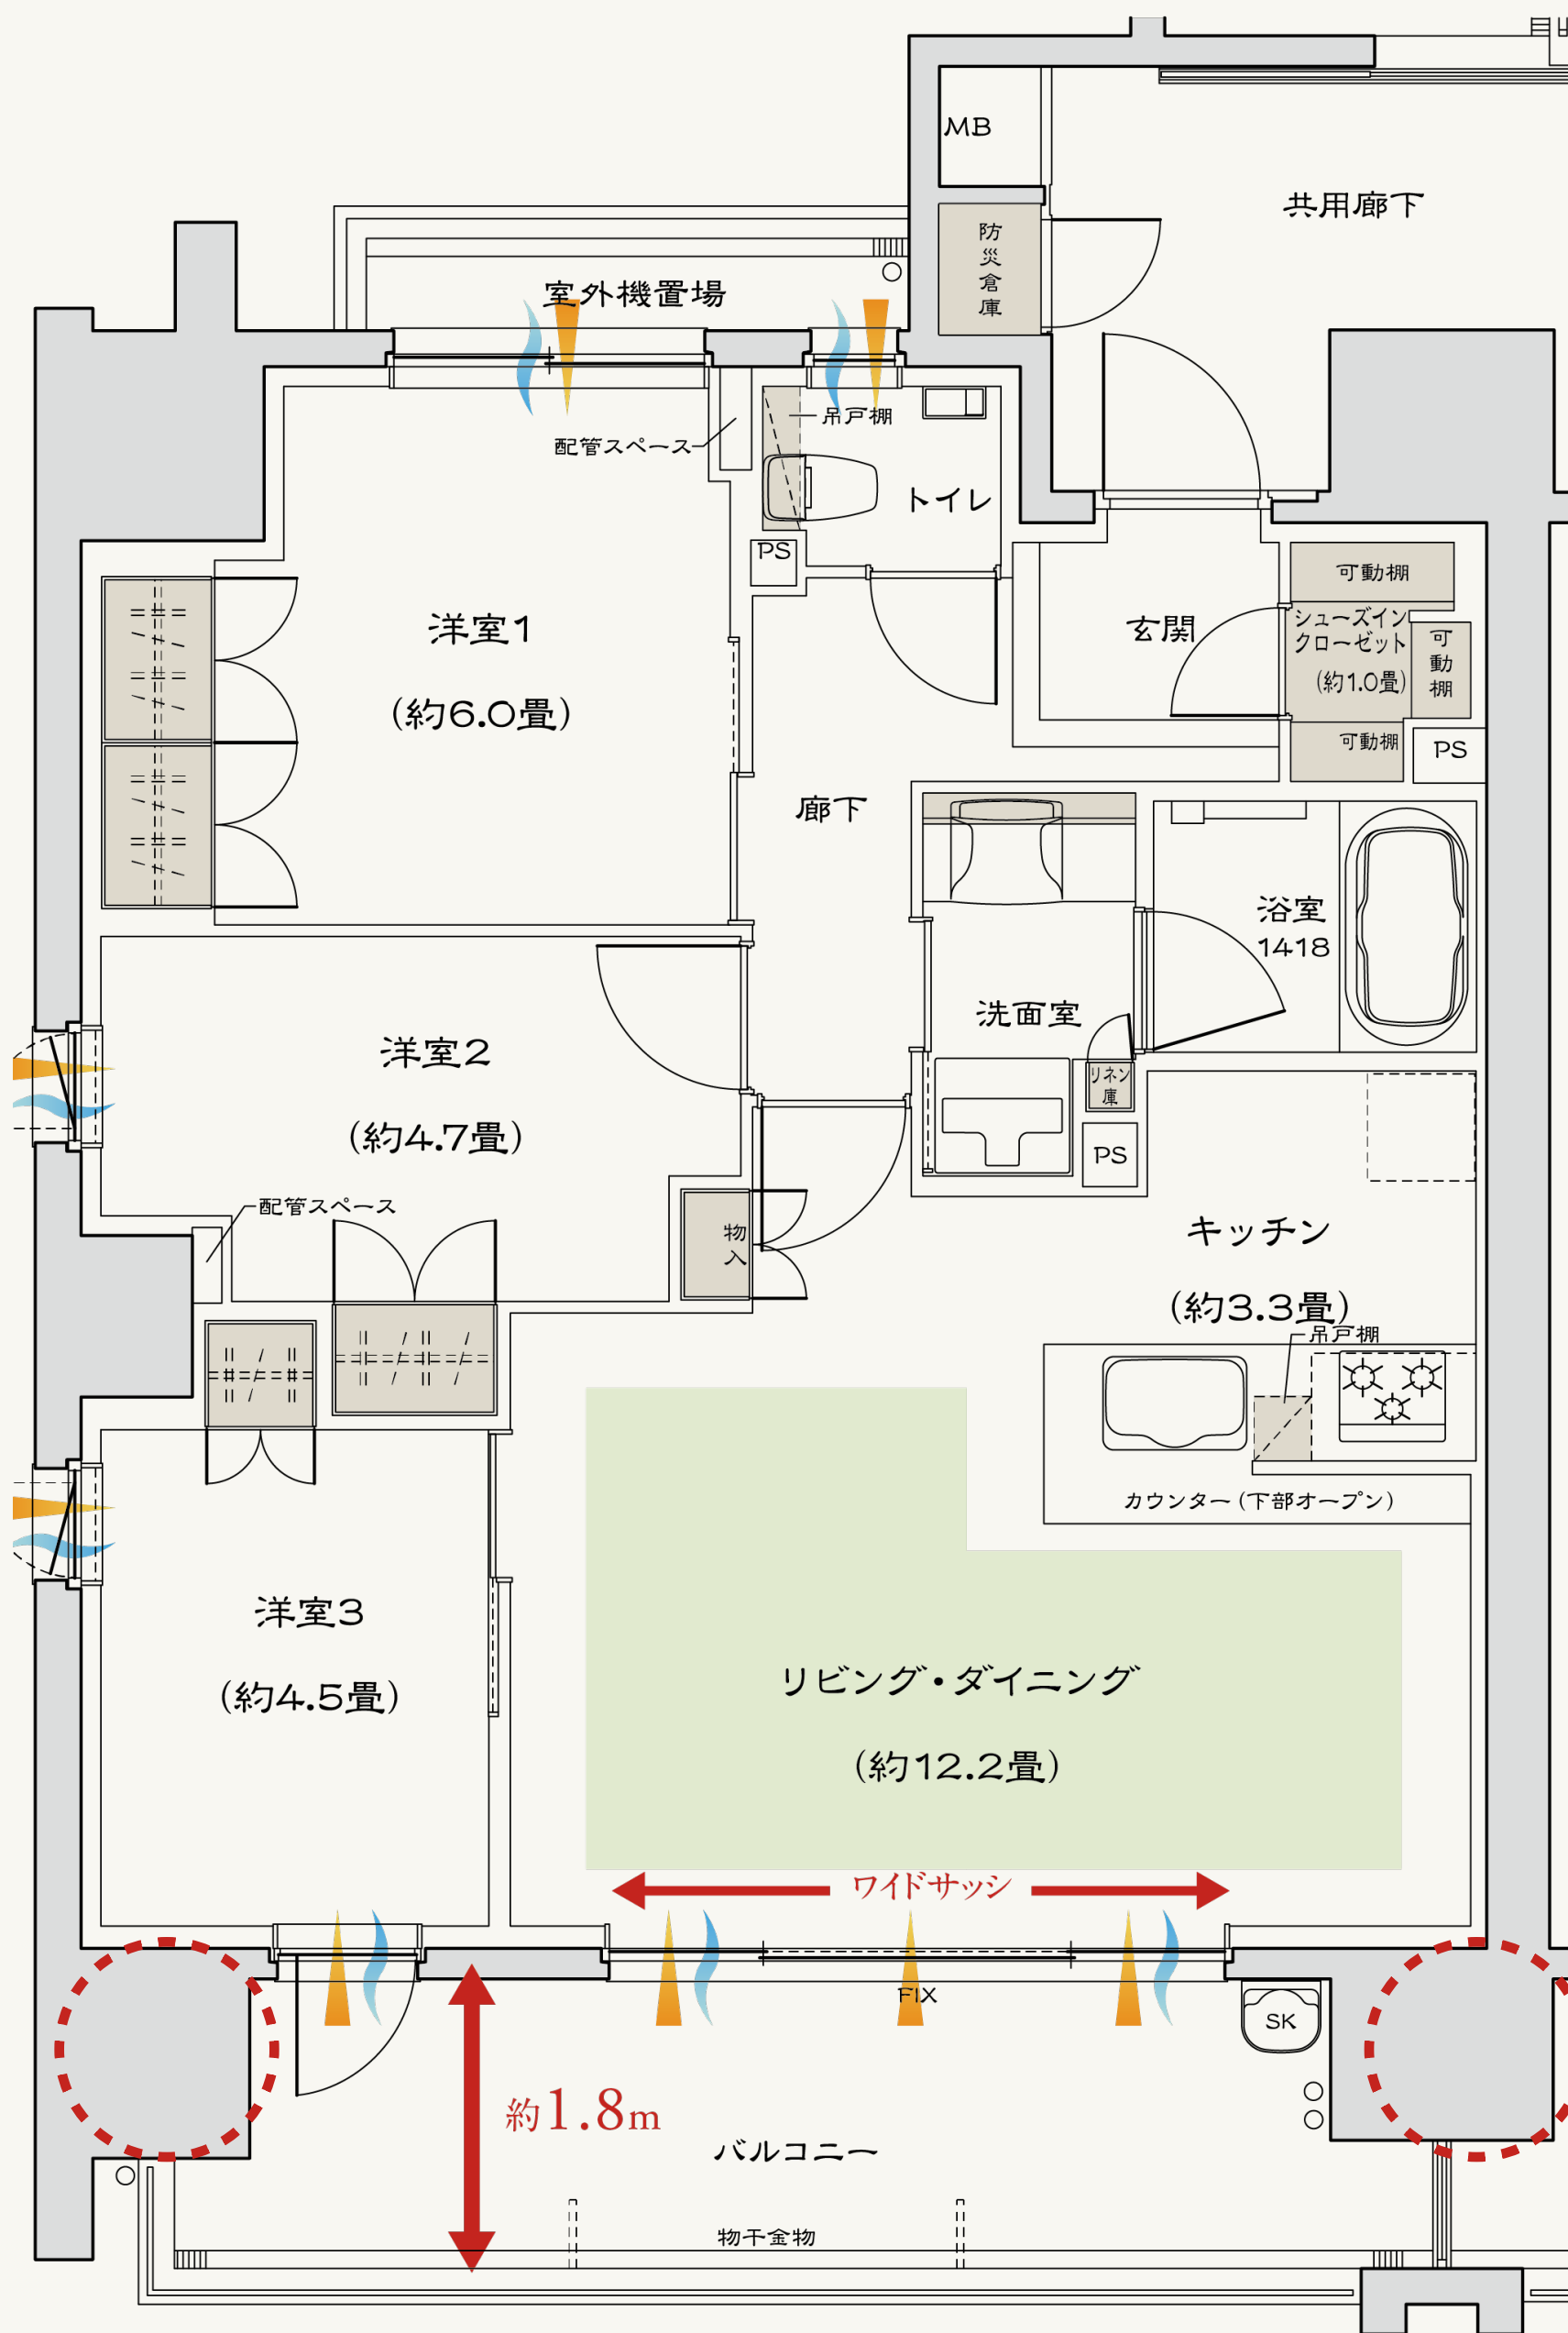 MB
共用廊下
防災倉庫
室外機置場
吊戸棚
配管スペース
トイレ
PS
可動棚
シューズイン
クローゼット
(約1.0畳)
可動棚
玄関
洋室1
(約6.0畳)
可動棚
PS
廊下
浴室
1418
洗面室
洋室2
(約4.7畳)
リネン
庫
PS
配管スペース
物入
キッチン
(約3.3畳)
吊戸棚
カウンター(下部オープン)
洋室3
(約4.5畳)
リビング・ダイニング
(約12.2畳)
ワイドサッシ
FIX
SK
約1.8m
バルコニー
物干金物